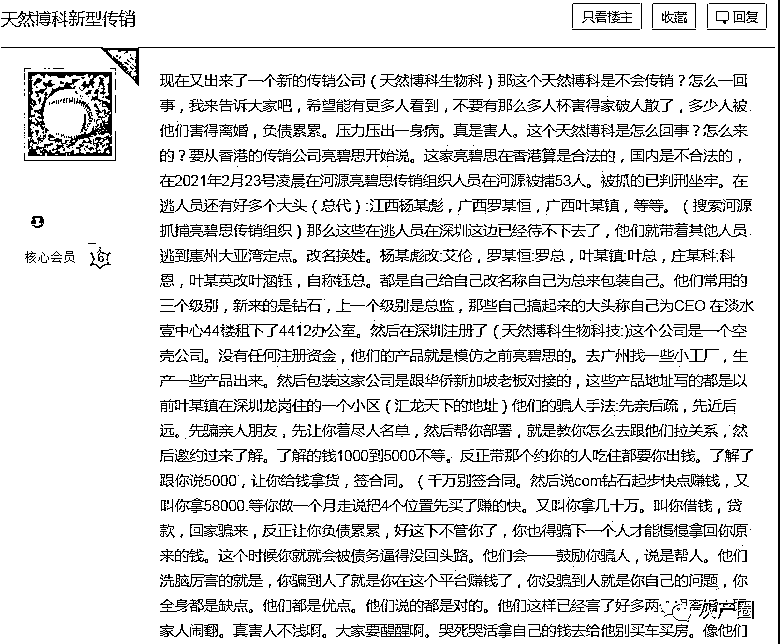 天然博科新型传销
只看楼主
收藏
回复
现在又出来了一个新的传销公司（天然博科生物科）那这个天然博科是不会传销？怎么一回
事，我来告诉大家吧，希望能有更多人看到，不要有那么多人杯害得家破人散了，多少人被
他们害得离婚，负债累累。压力压出一身病。真是害人。这个天然博科是怎么回事？怎么来
的？要从香港的传销公司亮碧思开始说。这家亮碧思在香港算是合法的，国内是不合法的，
在2021年2月23号凌晨在河源亮碧思传销组织人员在河源被捕53人。被抓的已判刑坐牢。在
逃人员还有好多个大头（总代）:江西杨某彪，广西罗某恒，广西叶某镇，等等。（搜索河源
抓捕亮碧思传销组织）那么这些在逃人员在深圳这边已经待不下去了，他们就带着其他人员
逃到惠州大亚湾定点。改名换姓。杨某彪改:艾伦，罗某恒:罗总，叶某镇:叶总，庄某科:科
恩，叶某英改叶涵钰，自称钰总。都是自己给自己改名称自己为总来包装自己。他们常用的
三个级别，新来的是钻石，上一个级别是总监，那些自己搞起来的大头称自己为CEO 在淡水
壹中心44楼租下了4412办公室。然后在深圳注册了（天然博科生物科技:)这个公司是一个空
壳公司。没有任何注册资金，他们的产品就是模仿之前亮碧思的。去广州找一些小工厂，生
产一些产品出来。然后包装这家公司是跟华侨新加坡老板对接的，这些产品地址写的都是以
前叶某镇在深圳龙岗住的一个小区（汇龙天下的地址）他们的骗人手法:先亲后疏，先近后
远。先骗亲人朋友，先让你着尽人名单，然后帮你部署，就是教你怎么去跟他们拉关系，然
后邀约过来了解。了解的钱1000到5000不等。反正带那个约你的人吃住都要你出钱。了解了
跟你说5000，让你给钱拿货，签合同。（千万别签合同。然后说com钻石起步快点赚钱，又
叫你拿58000.等你做一个月走说把4个位置先买了赚的快。又叫你拿几十万。叫你借钱，贷
款，回家骗来，反正让你负债累累，好这下不管你了，你也得骗下一个人才能慢慢拿回你原
来的钱。这个时候你就就会被债务逼得没回头路。他们会一一鼓励你骗人，说是帮人。他们
洗脑厉害的就是，你骗到人了就是你在这个平台赚钱了，你没骗到人就是你自己的问题，你
全身都是缺点。他们都是优点。他们说的都是对的。他们这样已经害了好多两
家人闹翻。真害人不浅啊。大家要醒醒啊。哭死哭活拿自己的钱去给他别买车买房。像他们
核心会员
6